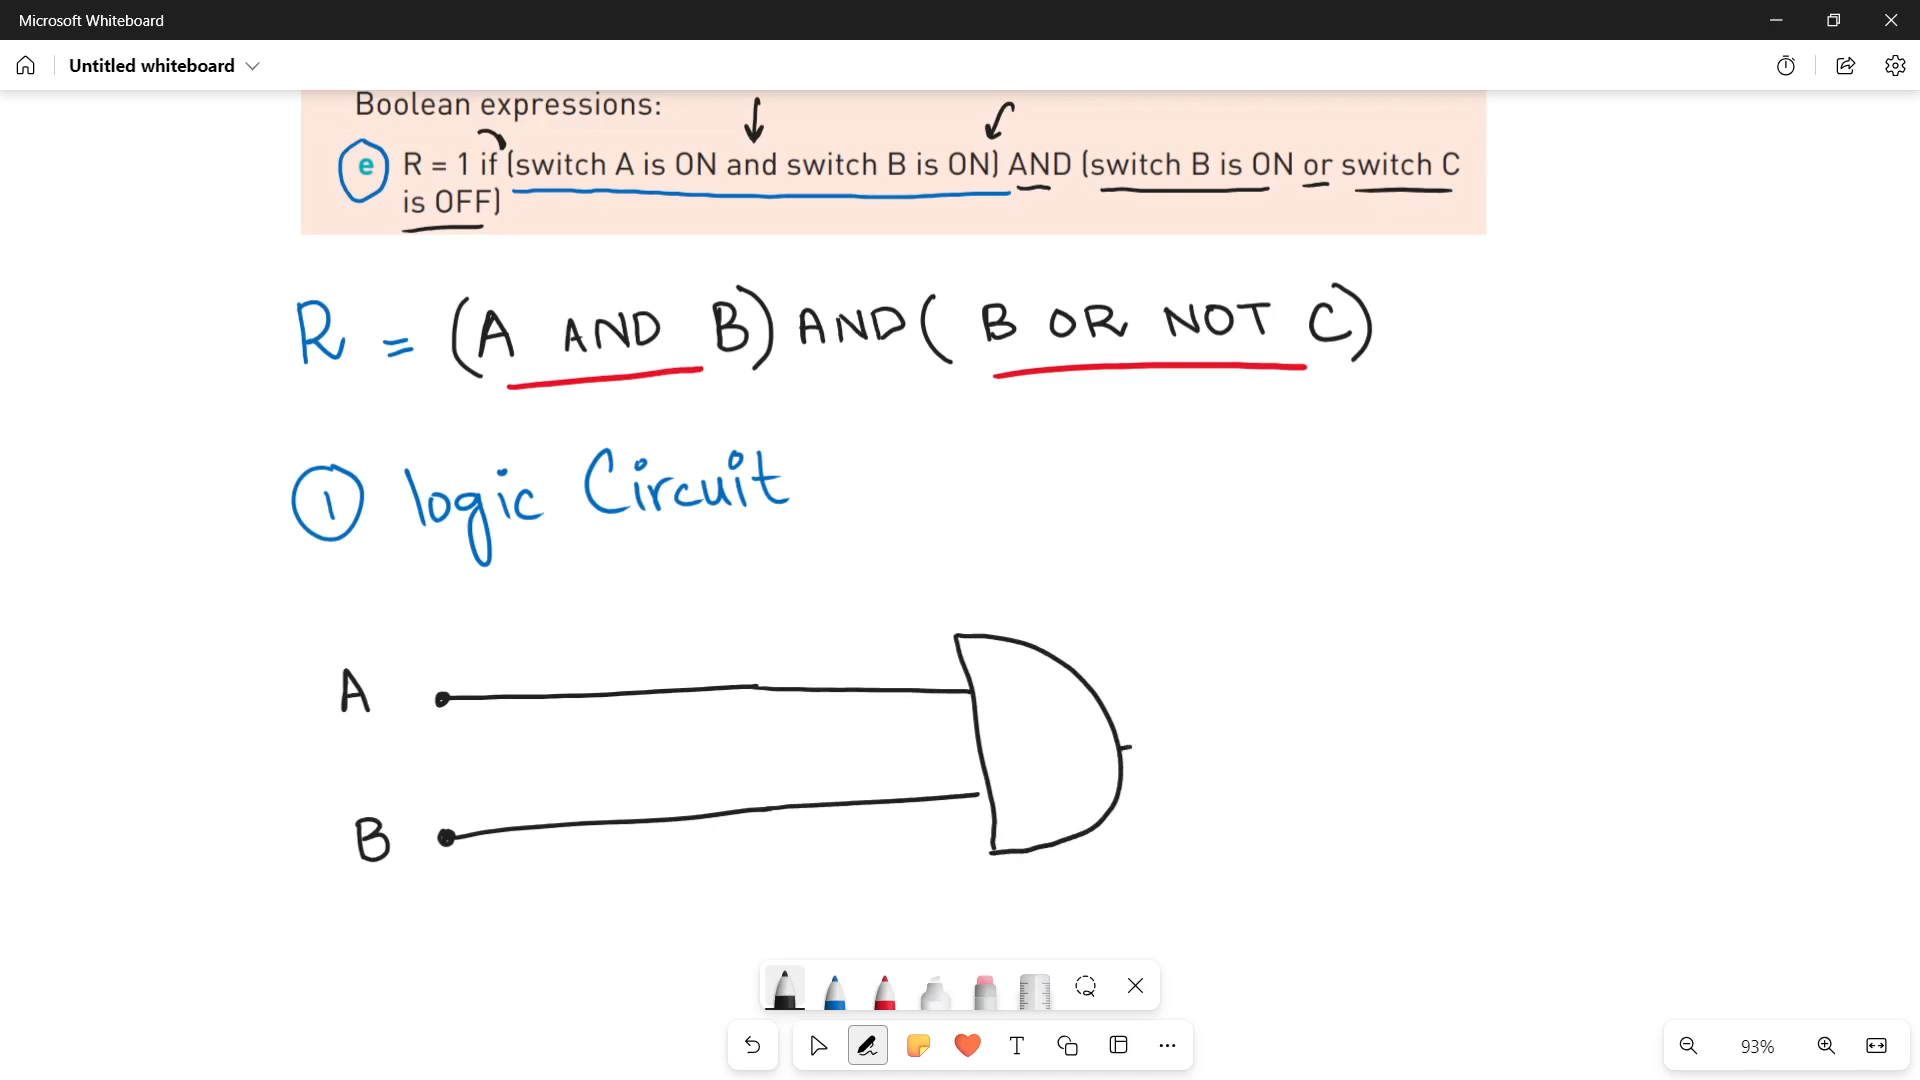 Microsoft Whiteboard
Untitled whiteboard
Boolean expressions:
e R = 1 if (switch A is ON and switch B is ON) AND (switch B is ON or switch C
is OFF)
R = (A AND B) AND ( B OR NOT C)
1 logic Circuit
A
B
93%